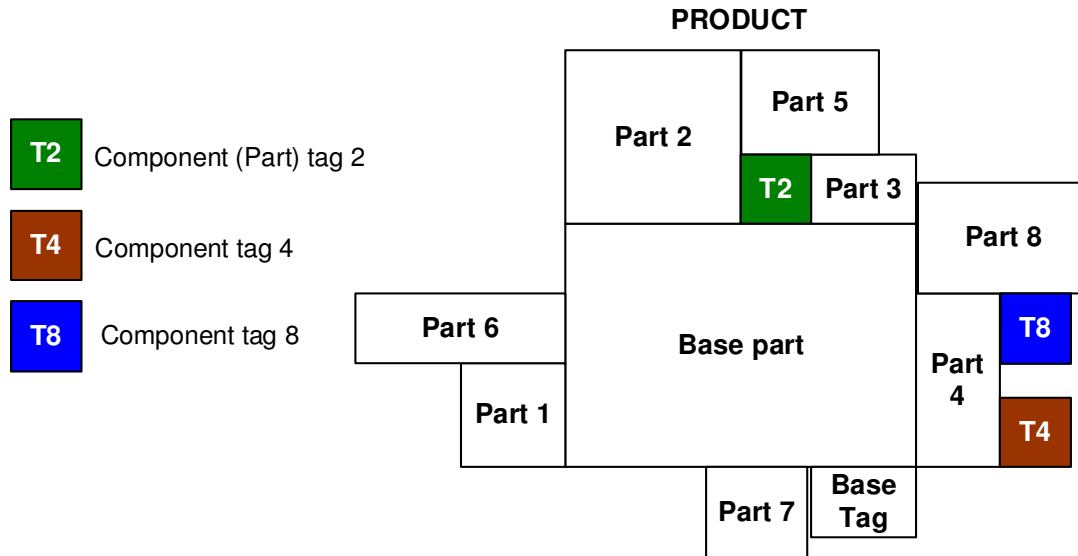 PRODUCT
T2
Component (Part) tag 2
T4
Component tag 4
T8
Component tag 8
Part 2
Part 5
T2
Part 3
Part 8
Part 6
Base part
Part
4
T8
Part 1
T4
Part 7
Base
Tag